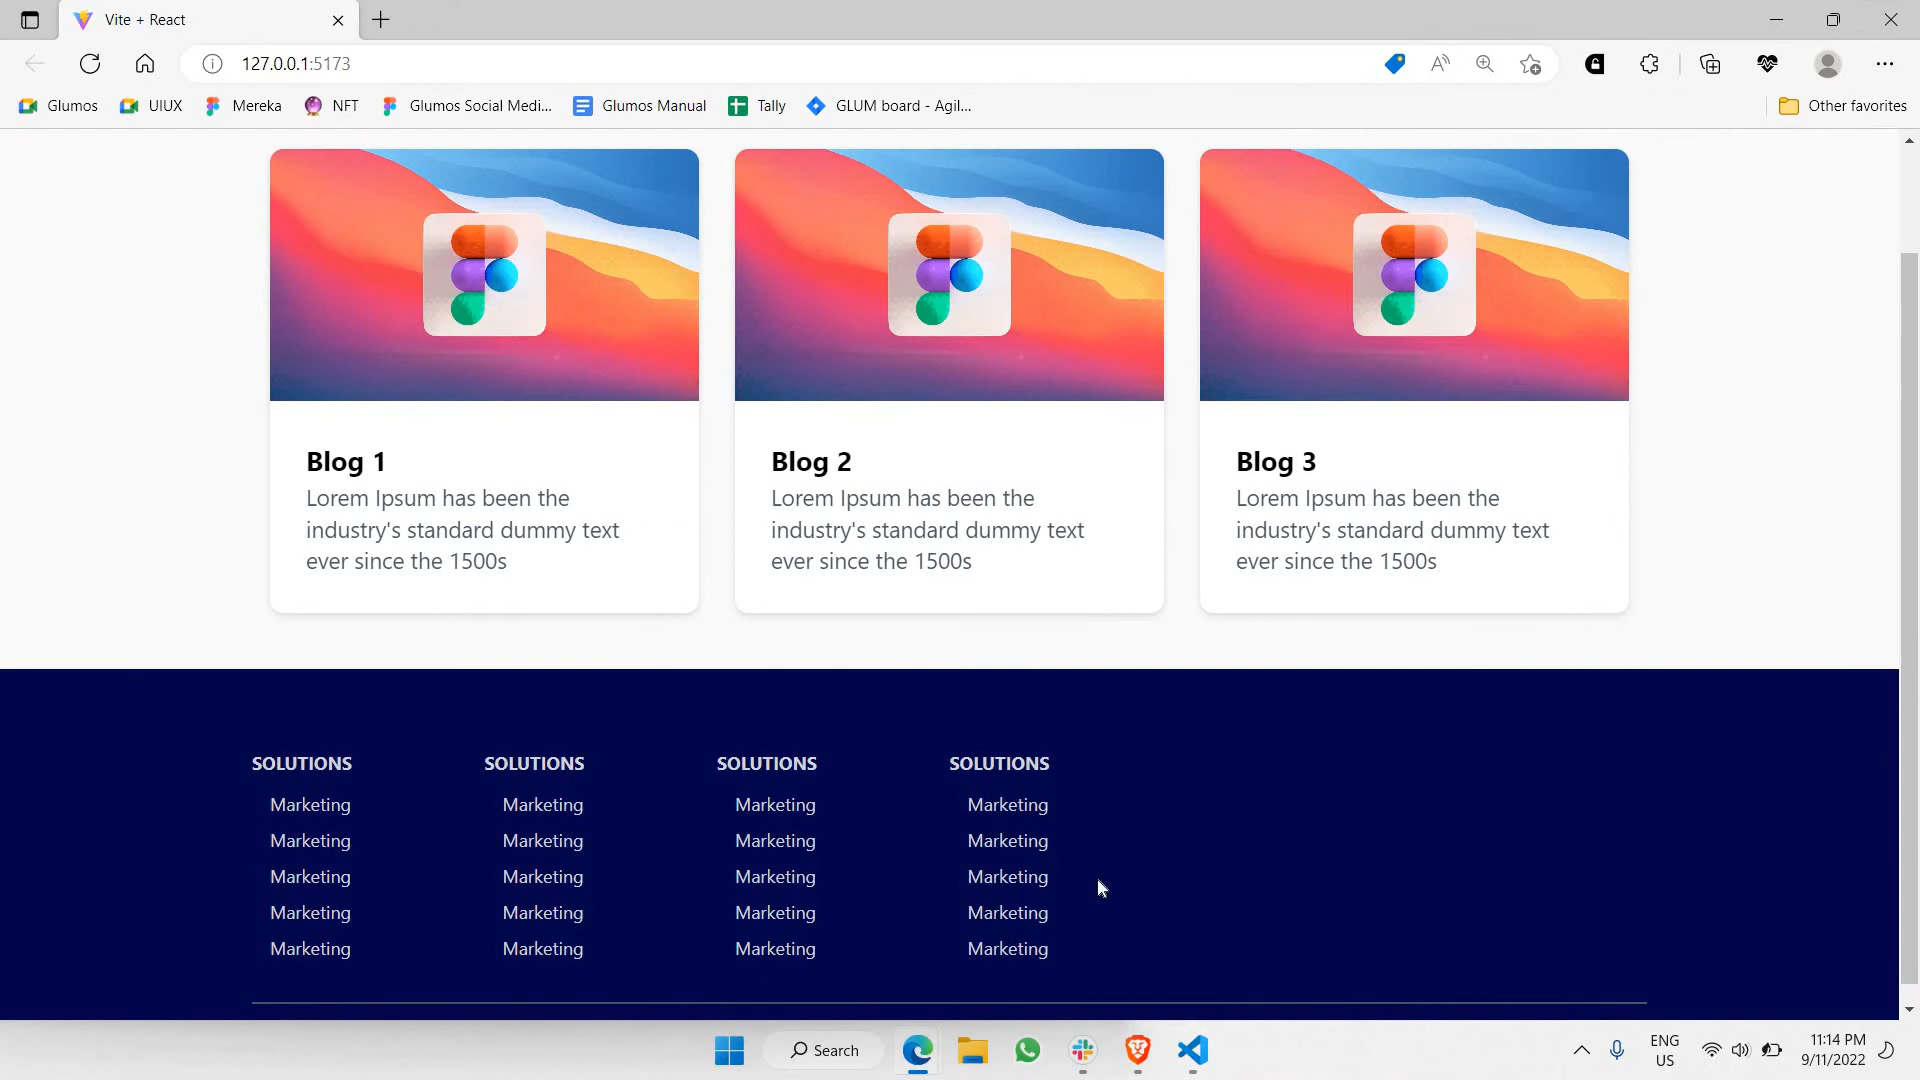 Vite + React
127.0.0.1:5173
Glumos
UIUX
Mereka
NFT
Glumos Social Medi...
Glumos Manual
Tally
GLUM board - Agil...
Other favorites
Blog 1
Lorem Ipsum has been the
industry's standard dummy text
ever since the 1500s
Blog 2
Lorem Ipsum has been the
industry's standard dummy text
ever since the 1500s
Blog 3
Lorem Ipsum has been the
industry's standard dummy text
ever since the 1500s
SOLUTIONS
Marketing
Marketing
Marketing
Marketing
Marketing
SOLUTIONS
Marketing
Marketing
Marketing
Marketing
Marketing
SOLUTIONS
Marketing
Marketing
Marketing
Marketing
Marketing
SOLUTIONS
Marketing
Marketing
Marketing
Marketing
Marketing
Search
ENG
US
11:14 PM
9/11/2022